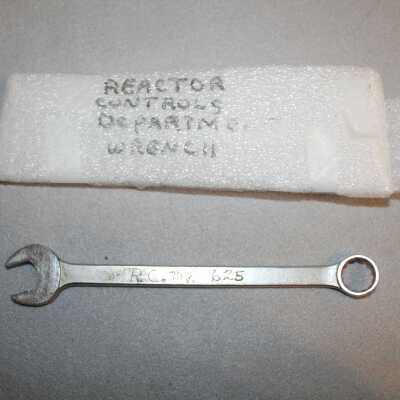 REACTOR
CONTROLS
DEPARTME
WRENCH
R.C. Div. 625